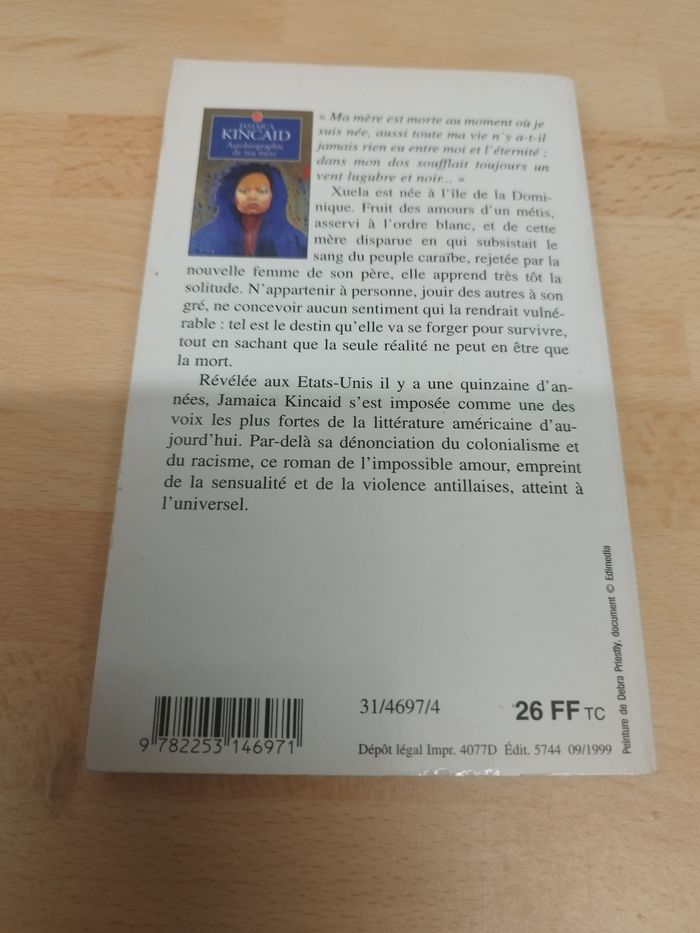 JAMAICA
KINCAID
Autobiographie
de ma mère
« Ma mère est morte au moment où je
suis née, aussi toute ma vie n'y a-t-il
jamais rien eu entre moi et l'éternité ;
dans mon dos soufflait toujours un
vent lugubre et noir... »
Xuela est née à l'île de la Domi-
nique. Fruit des amours d'un métis,
asservi à l'ordre blanc, et de cette
mère disparue en qui subsistait le
sang du peuple caraïbe, rejetée par la
nouvelle femme de son père, elle apprend très tôt la
solitude. N'appartenir à personne, jouir des autres à son
gré, ne concevoir aucun sentiment qui la rendrait vulné-
rable : tel est le destin qu'elle va se forger pour survivre,
tout en sachant que la seule réalité ne peut en être que
la mort.
Révélée aux Etats-Unis il y a une quinzaine d'an-
nées, Jamaica Kincaid s'est imposée comme une des
voix les plus fortes de la littérature américaine d'au-
jourd'hui. Par-delà sa dénonciation du colonialisme et
du racisme, ce roman de l'impossible amour, empreint
de la sensualité et de la violence antillaises, atteint à
l'universel.
Peinture de Debra Priestly, document © Edimedia
31/4697/4
26 FF TC
9 782253 146971
Dépôt légal Impr. 4077D Édit. 5744 09/1999